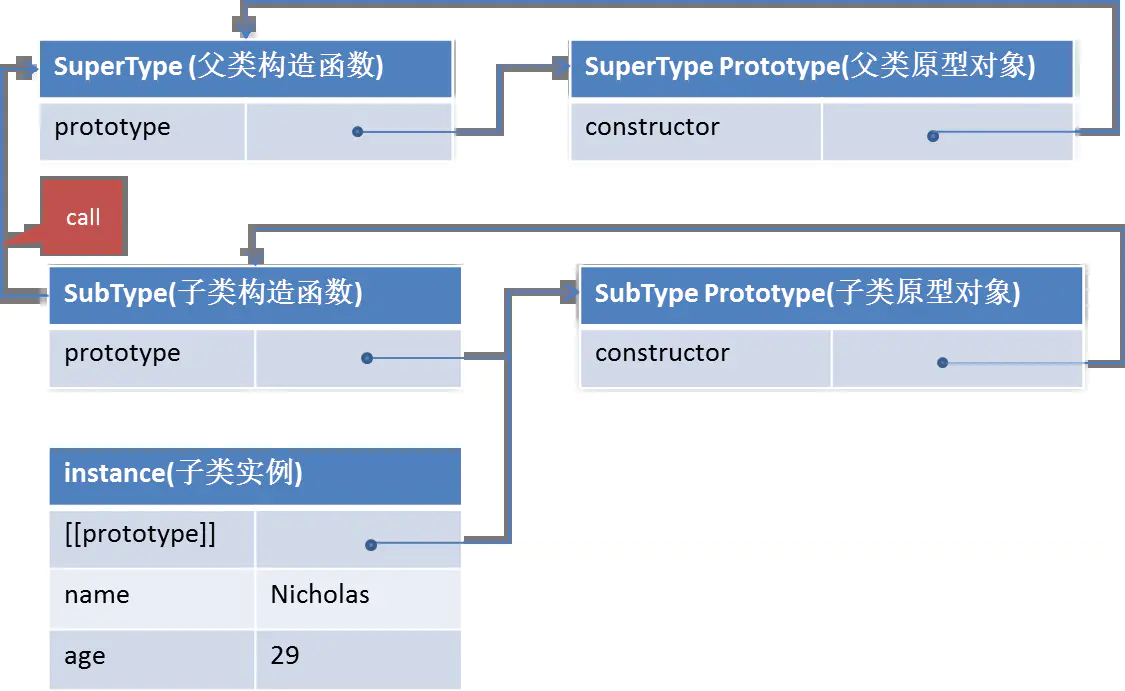 SuperType (父类构造函数)
SuperType Prototype(父类原型对象)
prototype
constructor
call
SubType(子类构造函数)
SubType Prototype(子类原型对象)
prototype
constructor
instance(子类实例)
[[prototype]]
name Nicholas
age 29